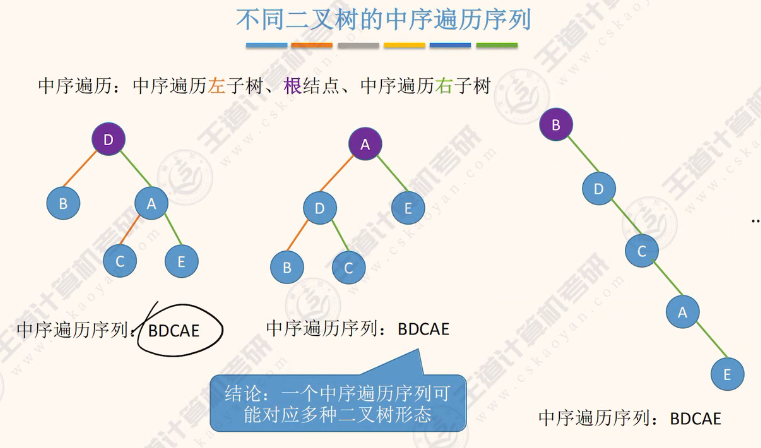 不同二叉树的中序遍历序列
中序遍历：中序遍历左子树、根结点、中序遍历右子树
D
B
A
C
E
中序遍历序列：BDCAE
A
D
E
B
C
中序遍历序列：BDCAE
结论：一个中序遍历序列可
能对应多种二叉树形态
B
D
C
A
E
中序遍历序列：BDCAE
..
王道计算机考研
www.cskaoyan.com